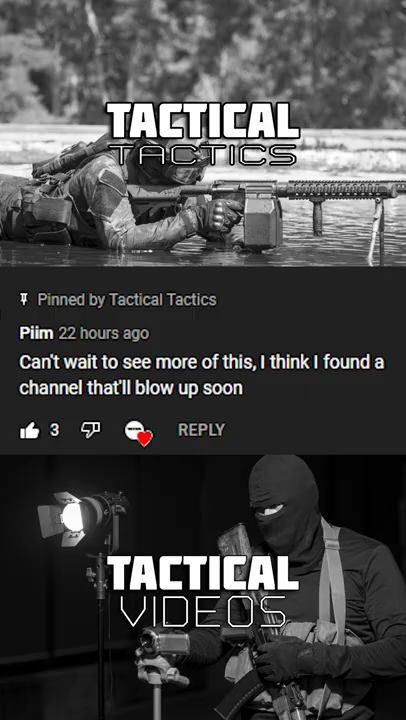 TACTICAL
TACTICS
Pinned by Tactical Tactics
Piim 22 hours ago
Can't wait to see more of this, I think I found a
channel that'll blow up soon
3 REPLY
TACTICAL
VIDEOS